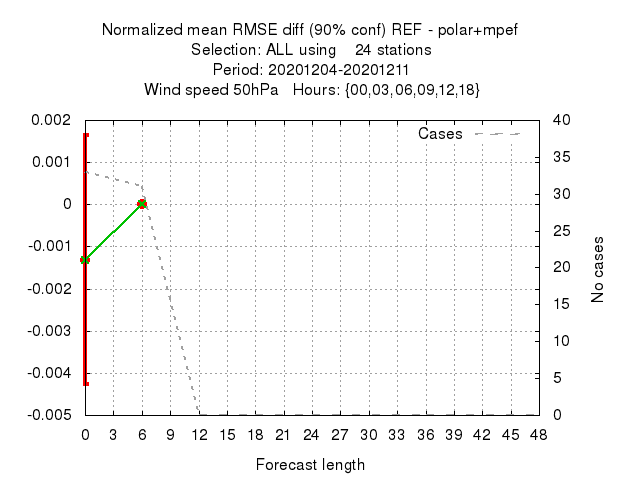 Normalized mean RMSE diff (90% conf) REF - polar+mpef
Selection: ALL using 24 stations
Period: 20201204-20201211
Wind speed 50hPa Hours: {00,03,06,09,12,18}
Cases
0.002
0.001
0
-0.001
-0.002
-0.003
-0.004
-0.005
40
35
30
25
20
15
10
5
0
No cases
0 3 6 9 12 15 18 21 24 27 30 33 36 39 42 45 48
Forecast length